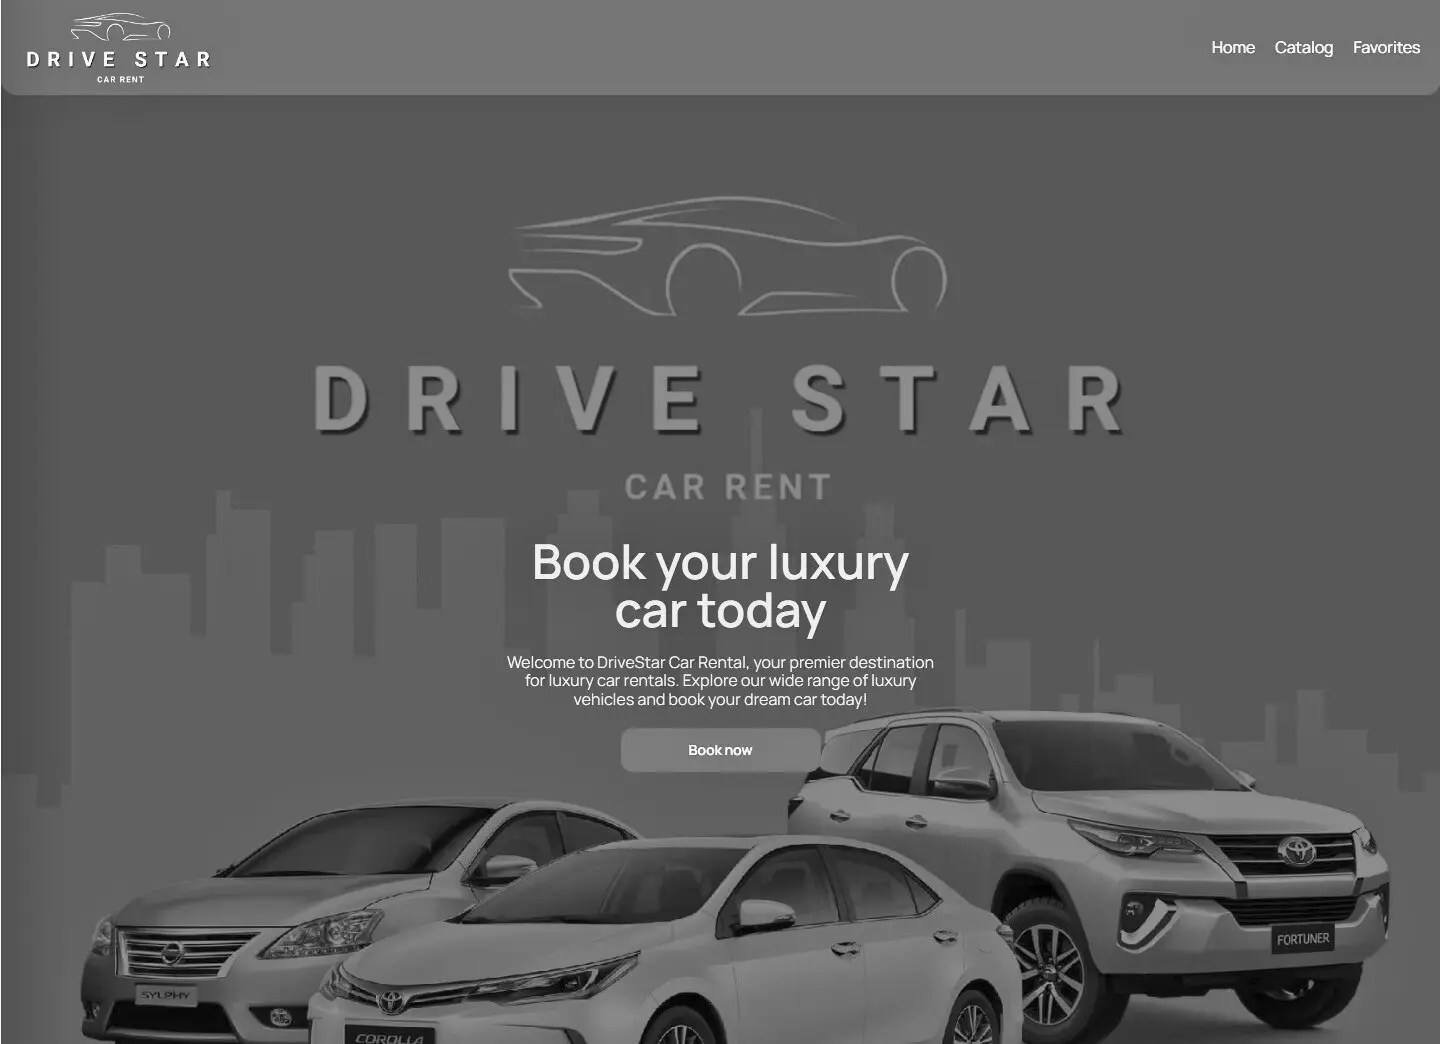 DRIVE STAR
CAR RENT
Home
Catalog
Favorites
DRIVE STAR
CAR RENT
Book your luxury
car today
Welcome to DriveStar Car Rental, your premier destination
for luxury car rentals. Explore our wide range of luxury
vehicles and book your dream car today!
Book now
FORTUNER
SYLPHY
COROLLA